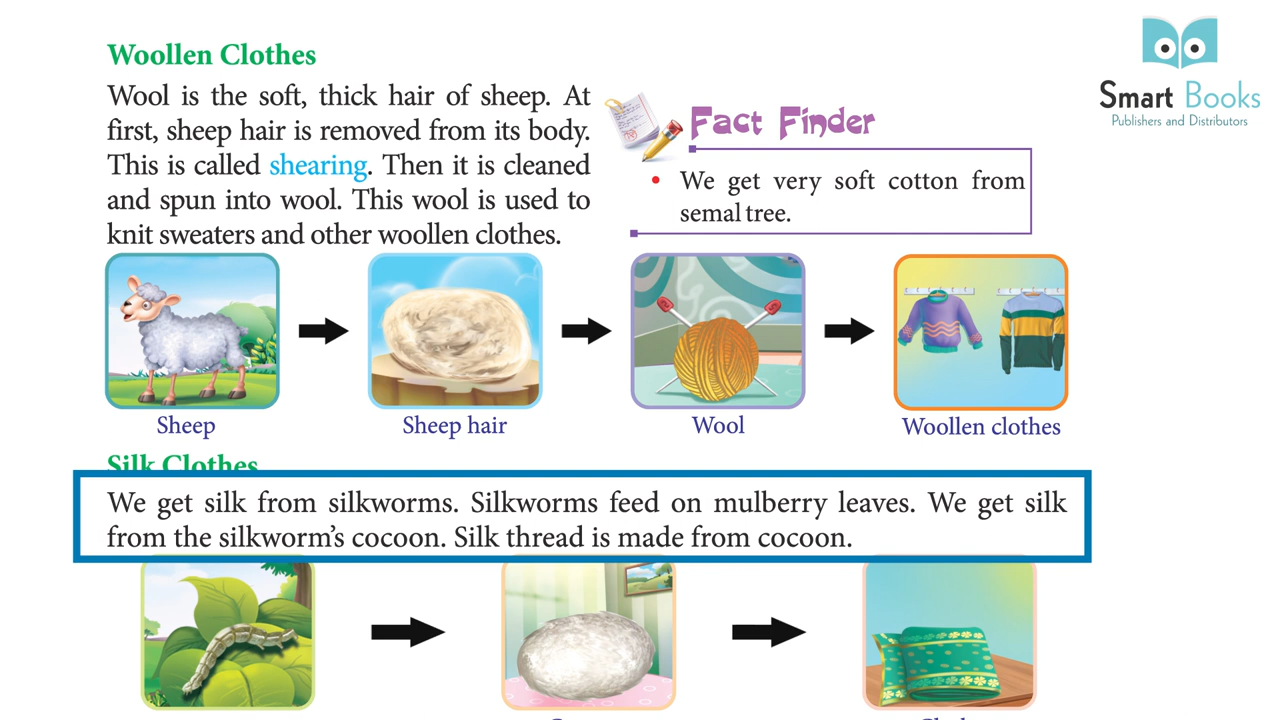 Woollen Clothes
Wool is the soft, thick hair of sheep. At
first, sheep hair is removed from its body.
This is called shearing. Then it is cleaned
and spun into wool. This wool is used to
knit sweaters and other woollen clothes.
Smart Books
Publishers and Distributors
Fact Finder
• We get very soft cotton from
semal tree.
Sheep
Sheep hair
Wool
Woollen clothes
Silk Clothes
We get silk from silkworms. Silkworms feed on mulberry leaves. We get silk
from the silkworm’s cocoon. Silk thread is made from cocoon.